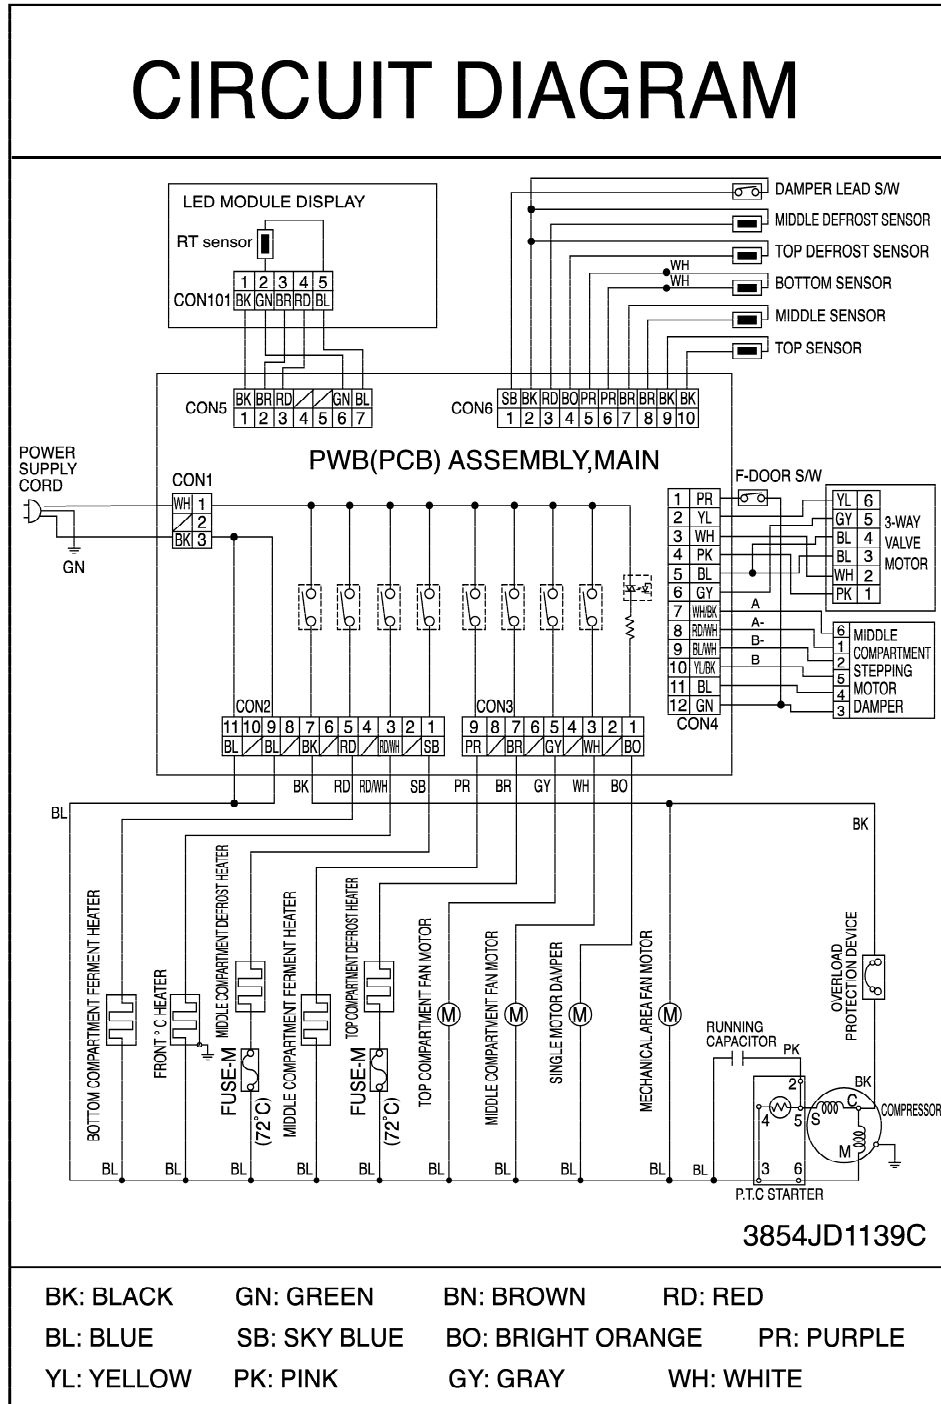 CIRCUIT DIAGRAM
LED MODULE DISPLAY
RT sensor
1 2 3 4 5
CON101 BK GN BR RD BL
DAMPER LEAD S/W
MIDDLE DEFROST SENSOR
TOP DEFROST SENSOR
WH
WH
BOTTOM SENSOR
MIDDLE SENSOR
TOP SENSOR
CON5
BK BR RD GN BL
1 2 3 4 5 6 7
CON6
SB BK RD BO PR PR BR BR BK BK
1 2 3 4 5 6 7 8 9 10
POWER
SUPPLY
CORD
GN
PWB(PCB) ASSEMBLY,MAIN
CON1
WH 1
2
BK 3
F-DOOR S/W
1 PR
2 YL
3 WH
4 PK
5 BL
6 GY
7 WH/BK
8 RD/WH
9 BL/WH
10 YL/BK
11 BL
12 GN
CON4
A
A-
B-
B
YL 6
GY 5
BL 4
BL 3
WH 2
PK 1
3-WAY
VALVE
MOTOR
6
1
2
5
4
3
MIDDLE
COMPARTMENT
STEPPING
MOTOR
DAMPER
CON2
11 10 9 8 7 6 5 4 3 2 1
BL BL BK RD RD/WH SB
CON3
9 8 7 6 5 4 3 2 1
PR BR GY WH BO
BK RD RD/WH SB PR BR GY WH BO
BL
BK
BOTTOM COMPARTMENT FERMENT HEATER
FRONT ° C HEATER
MIDDLE COMPARTMENT DEFROST HEATER
FUSE-M
(72°C)
MIDDLE COMPARTMENT FERMENT HEATER
TOP COMPARTMENT DEFROST HEATER
FUSE-M
(72°C)
TOP COMPARTMENT FAN MOTOR
M
MIDDLE COMPARTVENT FAN MOTOR
M
SINGLE MOTOR DAMPER
M
MECHANICAL AREA FAN MOTOR
M
OVERLOAD
PROTECTION DEVICE
RUNNING
CAPACITOR
PK
BK
2
4
5
3
6
S
C
M
COMPRESSOR
BL BL BL BL BL BL BL BL BL
P.T.C STARTER
3854JD1139C
BK: BLACK GN: GREEN BN: BROWN RD: RED
BL: BLUE SB: SKY BLUE BO: BRIGHT ORANGE PR: PURPLE
YL: YELLOW PK: PINK GY: GRAY WH: WHITE